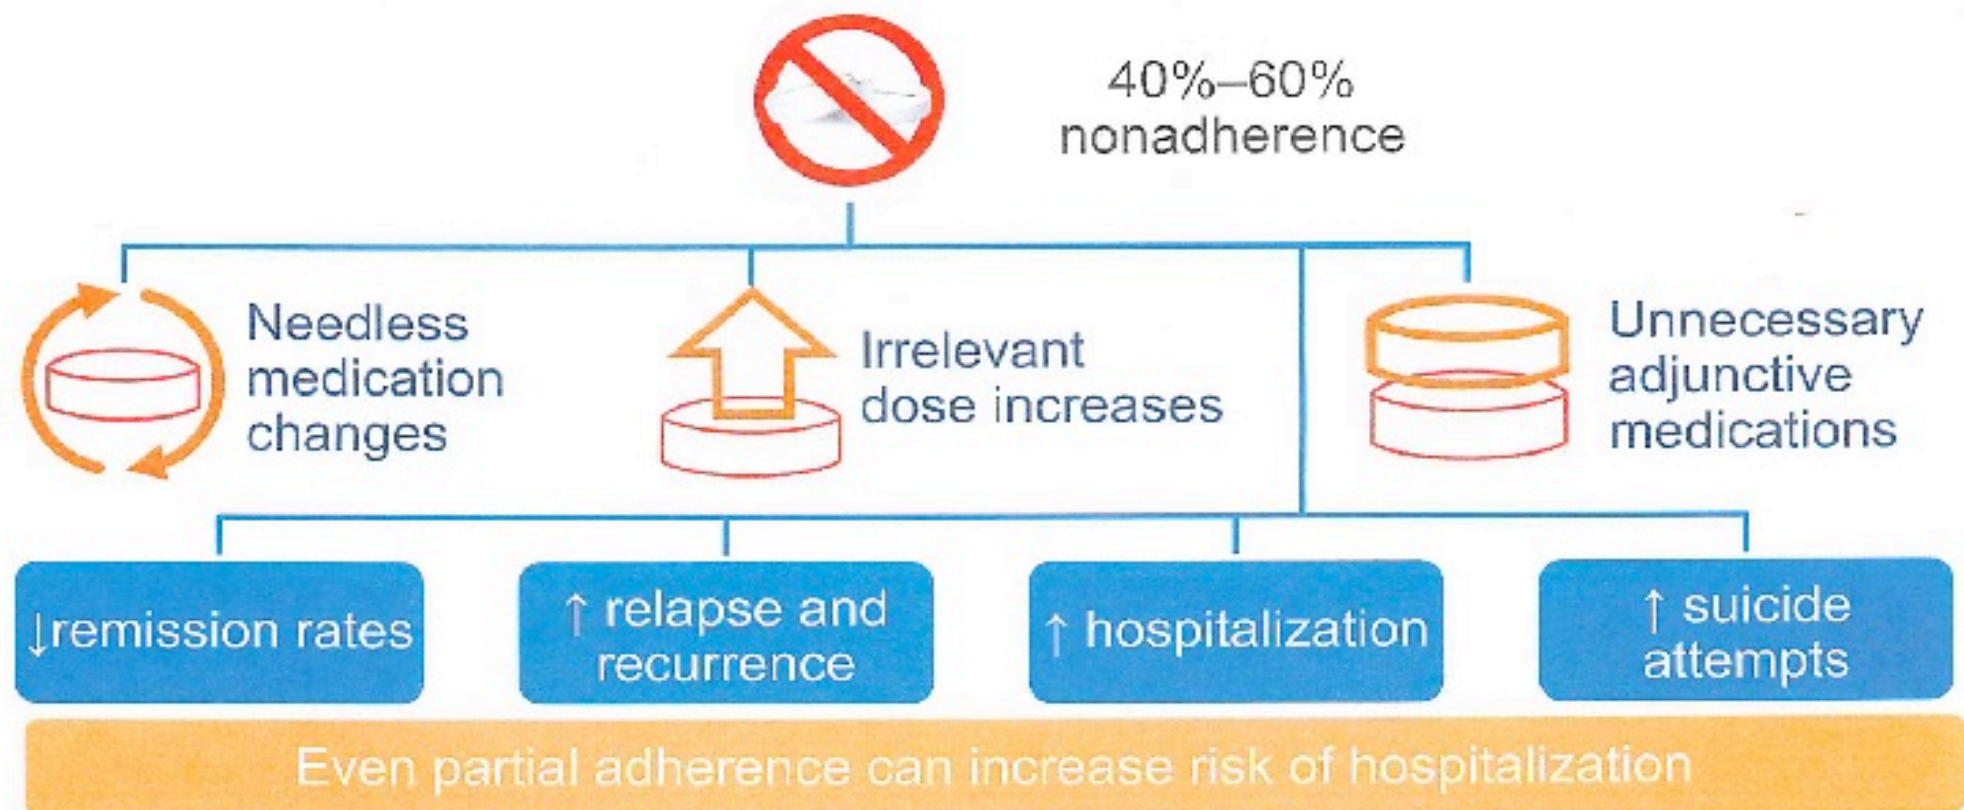 40%–60%
nonadherence
Needless
medication
changes
Irrelevant
dose increases
Unnecessary
adjunctive
medications
↓remission rates
↑ relapse and
recurrence
↑ hospitalization
↑ suicide
attempts
Even partial adherence can increase risk of hospitalization